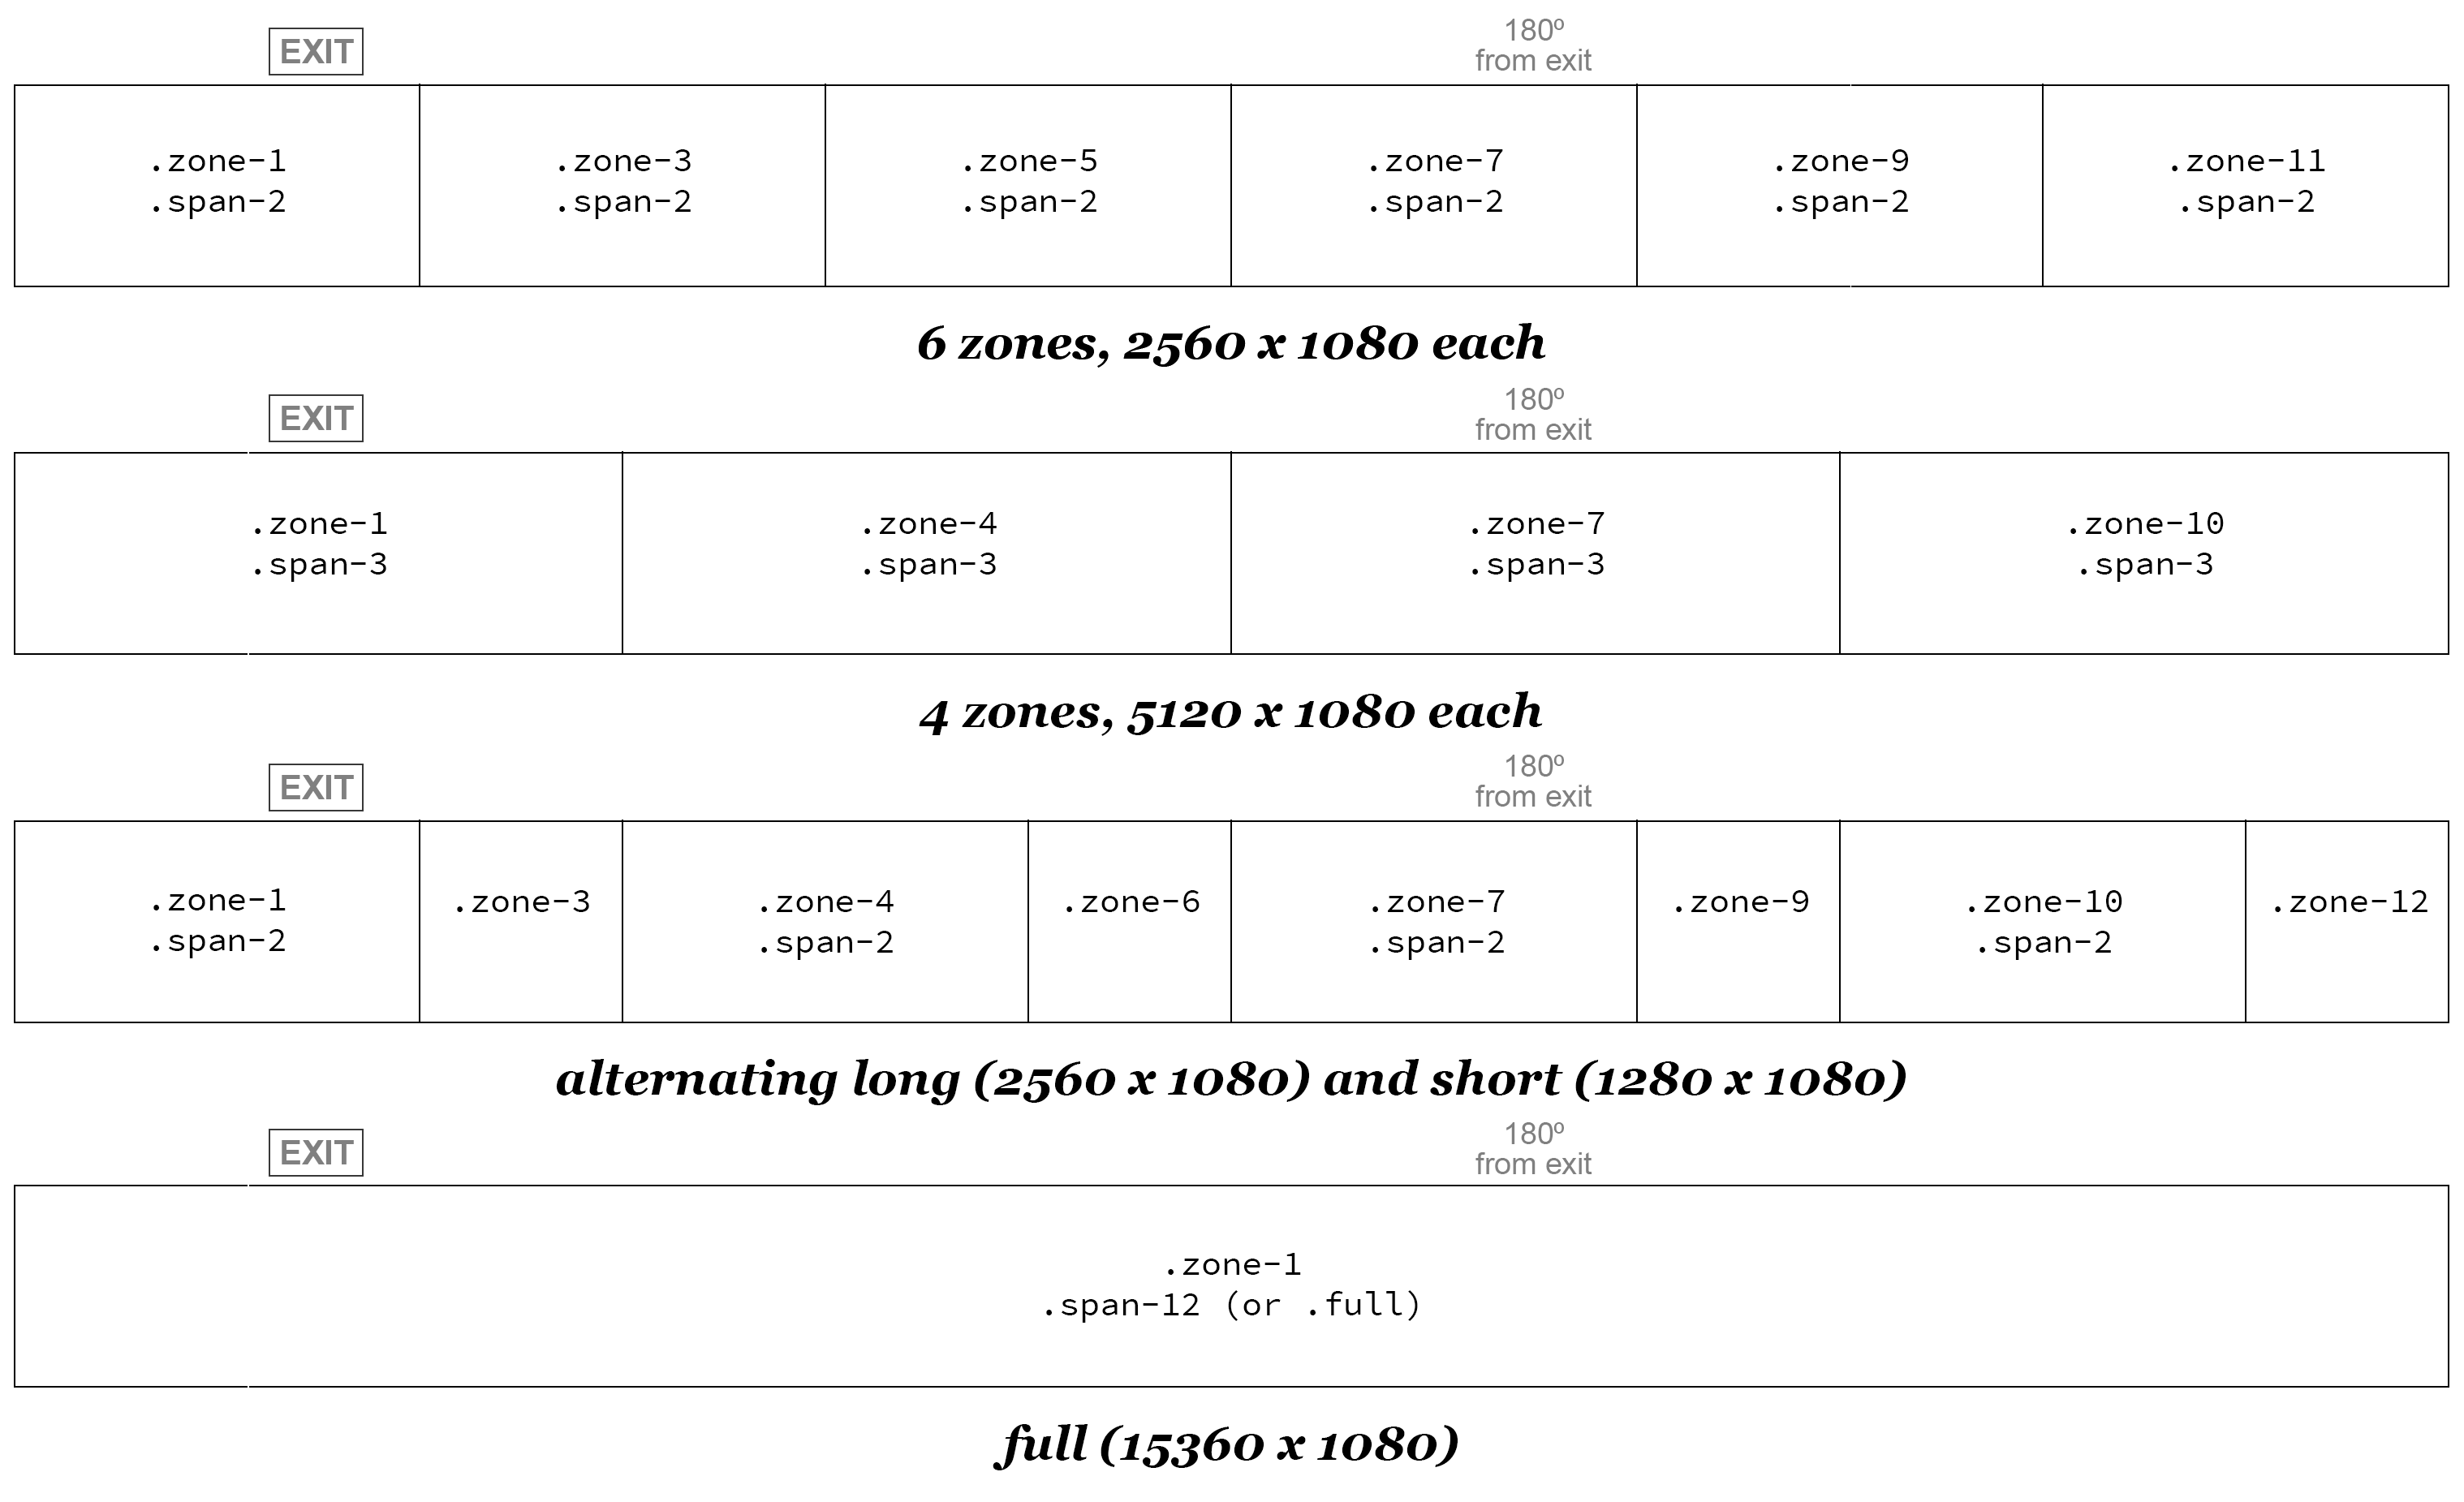 EXIT
180º
from exit
.zone-1
.span-2
.zone-3
.span-2
.zone-5
.span-2
.zone-7
.span-2
.zone-9
.span-2
.zone-11
.span-2
6 zones, 2560 x 1080 each
EXIT
180º
from exit
.zone-1
.span-3
.zone-4
.span-3
.zone-7
.span-3
.zone-10
.span-3
4 zones, 5120 x 1080 each
EXIT
180º
from exit
.zone-1
.span-2
.zone-3
.zone-4
.span-2
.zone-6
.zone-7
.span-2
.zone-9
.zone-10
.span-2
.zone-12
alternating long (2560 x 1080) and short (1280 x 1080)
EXIT
180º
from exit
.zone-1
.span-12 (or .full)
full (15360 x 1080)